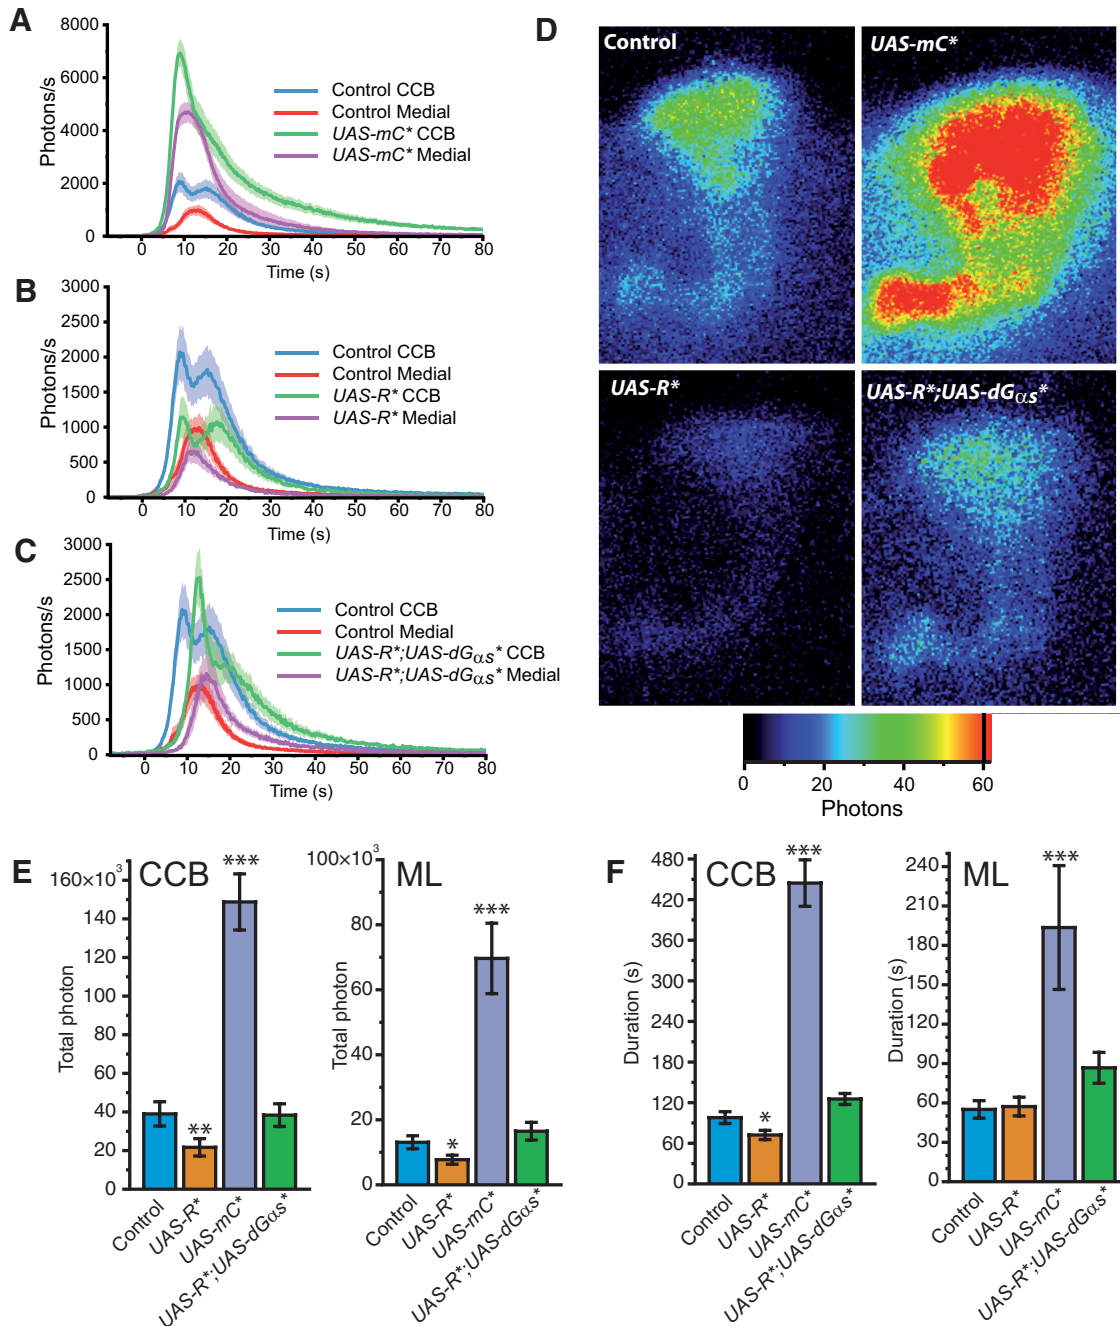 A
8000
6000
4000
2000
0
Photons/s
Control CCB
Control Medial
UAS-mC* CCB
UAS-mC* Medial
0 10 20 30 40 50 60 70 80
Time (s)
B
3000
2500
2000
1500
1000
500
0
Photons/s
Control CCB
Control Medial
UAS-R* CCB
UAS-R* Medial
0 10 20 30 40 50 60 70 80
Time (s)
C
3000
2500
2000
1500
1000
500
0
Photons/s
Control CCB
Control Medial
UAS-R*;UAS-dGαs* CCB
UAS-R*;UAS-dGαs* Medial
0 10 20 30 40 50 60 70 80
Time (s)
D
Control
UAS-mC*
UAS-R*
UAS-R*;UAS-dGαs*
0 20 40 60
Photons
E
CCB
160×10³
140
120
100
80
60
40
20
0
Total photon
**
***
Control
UAS-R*
UAS-mC*
UAS-R*;UAS-dGαs*
ML
100×10³
80
60
40
20
0
Total photon
*
***
Control
UAS-R*
UAS-mC*
UAS-R*;UAS-dGαs*
F
CCB
480
420
360
300
240
180
120
60
0
Duration (s)
*
***
Control
UAS-R*
UAS-mC*
UAS-R*;UAS-dGαs*
ML
240
210
180
150
120
90
60
30
0
Duration (s)
***
Control
UAS-R*
UAS-mC*
UAS-R*;UAS-dGαs*